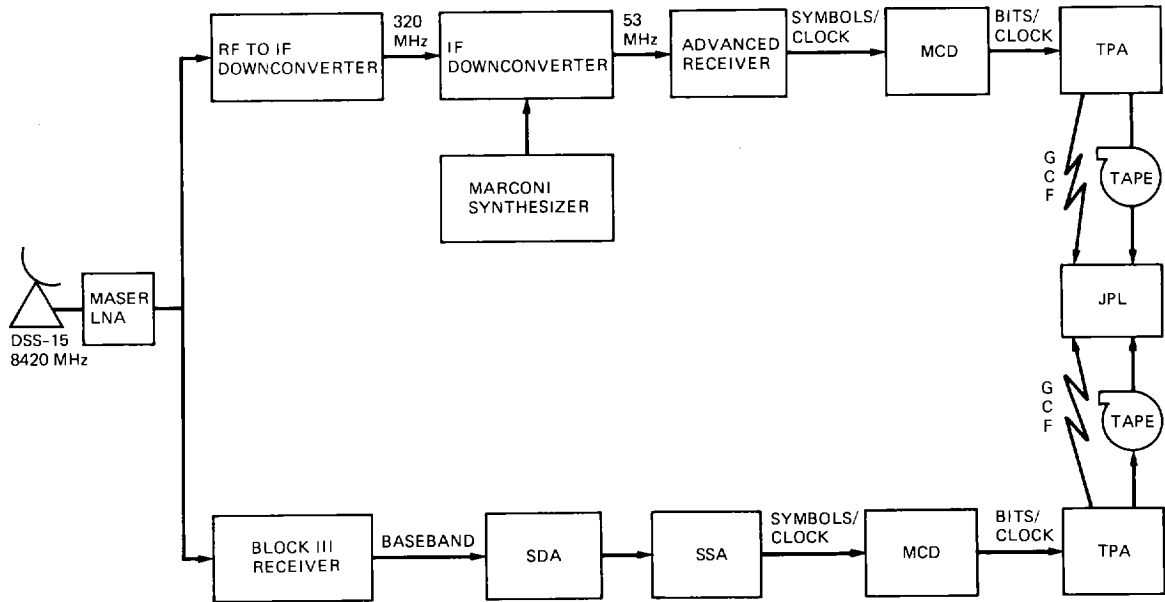 RF TO IF
DOWNCONVERTER
320
MHz
IF
DOWNCONVERTER
53
MHz
ADVANCED
RECEIVER
SYMBOLS/
CLOCK
MCD
BITS/
CLOCK
TPA
MARCONI
SYNTHESIZER
GCF
TAPE
MASER
LNA
DSS-15
8420 MHz
JPL
GCF
TAPE
BLOCK III
RECEIVER
BASEBAND
SDA
SSA
SYMBOLS/
CLOCK
MCD
BITS/
CLOCK
TPA